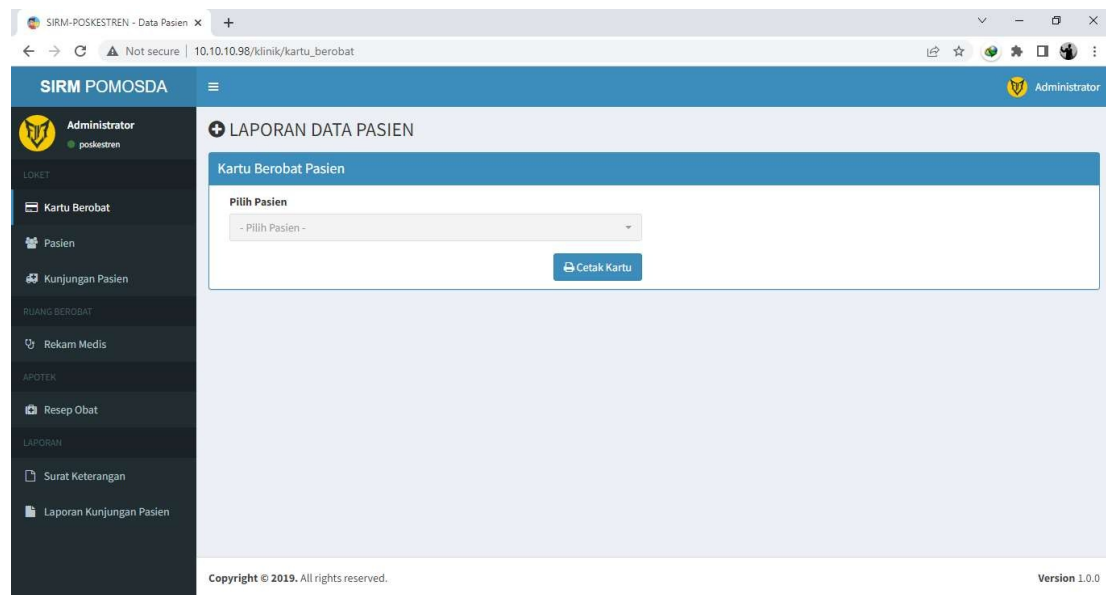 SIRM-POSKESTREN - Data Pasien
Not secure | 10.10.10.98/klinik/kartu_berobat
SIRM POMOSDA
Administrator
Administrator
poskestren
LAPORAN DATA PASIEN
LOKET
Kartu Berobat Pasien
Kartu Berobat
Pilih Pasien
- Pilih Pasien -
Pasien
Cetak Kartu
Kunjungan Pasien
RUANG BEROBAT
Rekam Medis
APOTEK
Resep Obat
LAPORAN
Surat Keterangan
Laporan Kunjungan Pasien
Copyright © 2019. All rights reserved.
Version 1.0.0